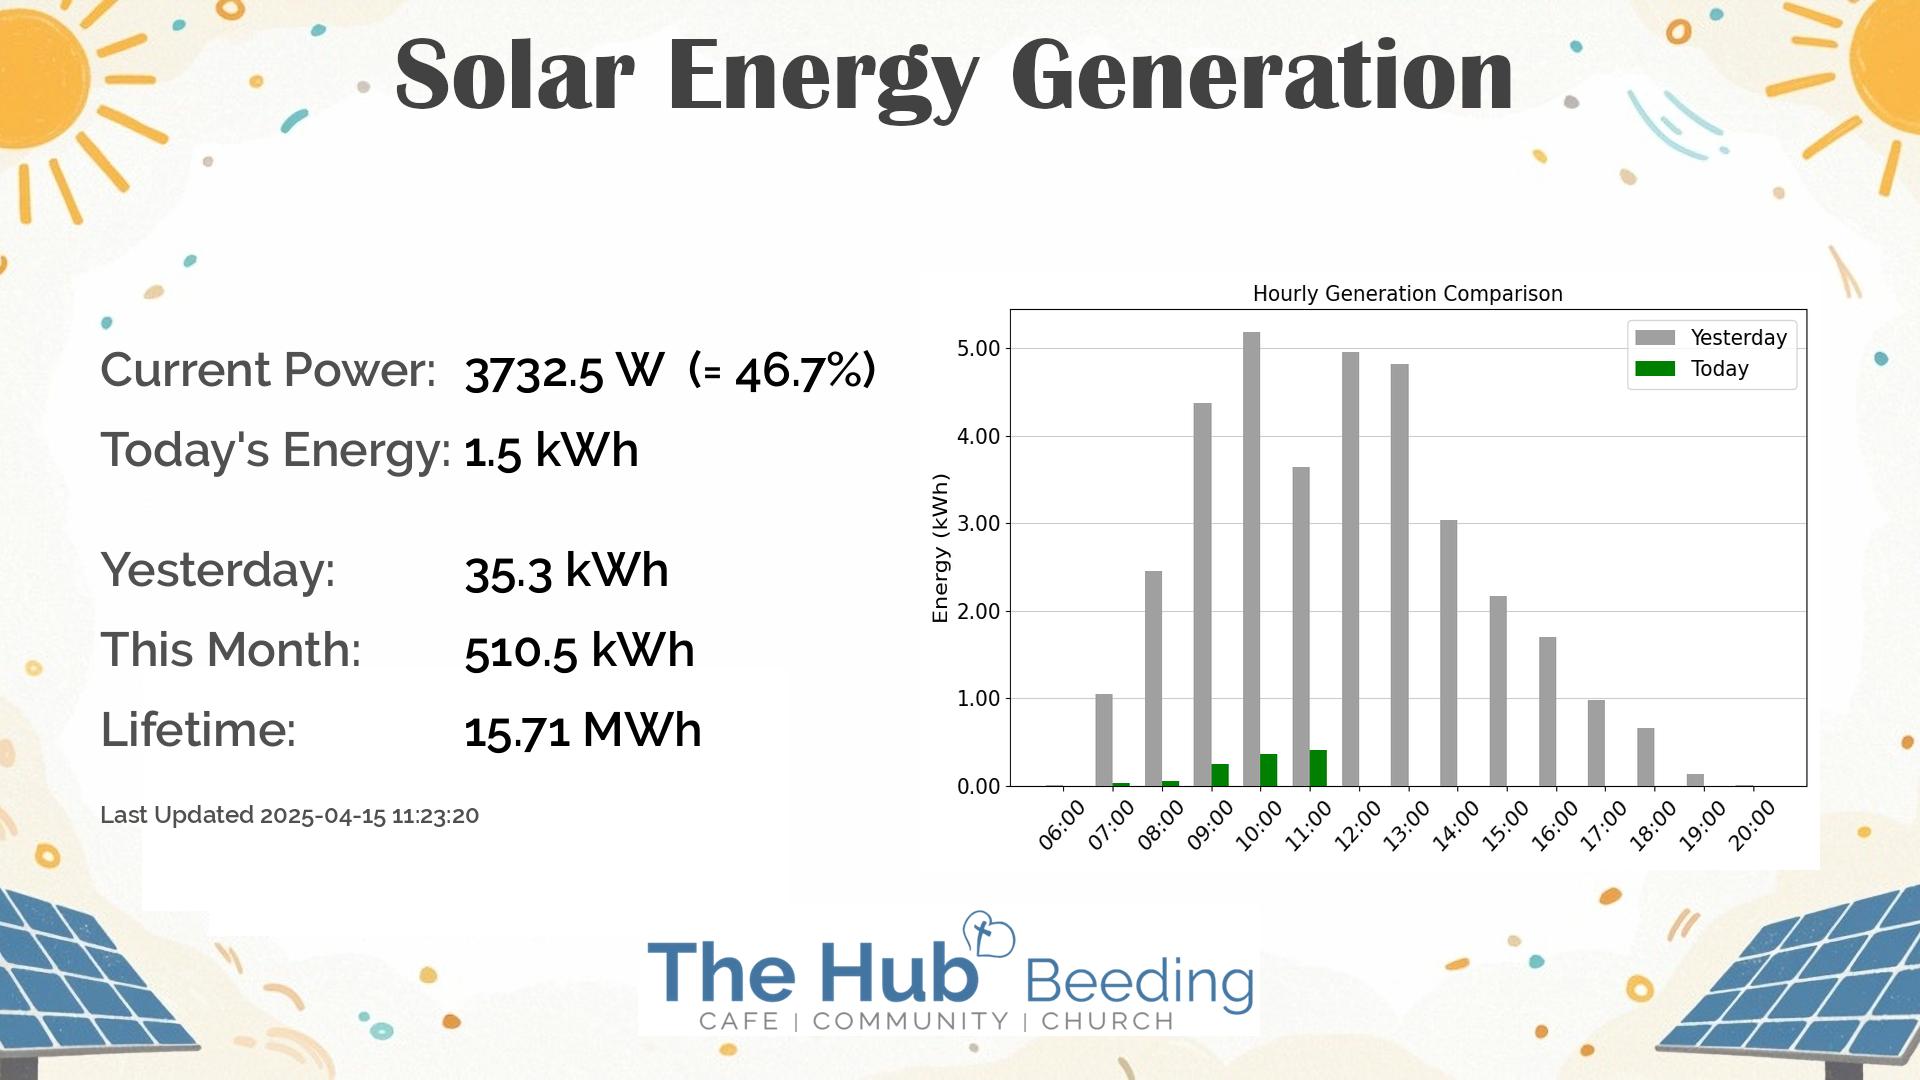 Solar Energy Generation
Current Power: 3732.5 W (= 46.7%)
Today's Energy: 1.5 kWh
Yesterday: 35.3 kWh
This Month: 510.5 kWh
Lifetime: 15.71 MWh
Last Updated 2025-04-15 11:23:20
Hourly Generation Comparison
Yesterday
Today
Energy (kWh)
5.00
4.00
3.00
2.00
1.00
0.00
06:00 07:00 08:00 09:00 10:00 11:00 12:00 13:00 14:00 15:00 16:00 17:00 18:00 19:00 20:00
The Hub Beeding
CAFE | COMMUNITY | CHURCH